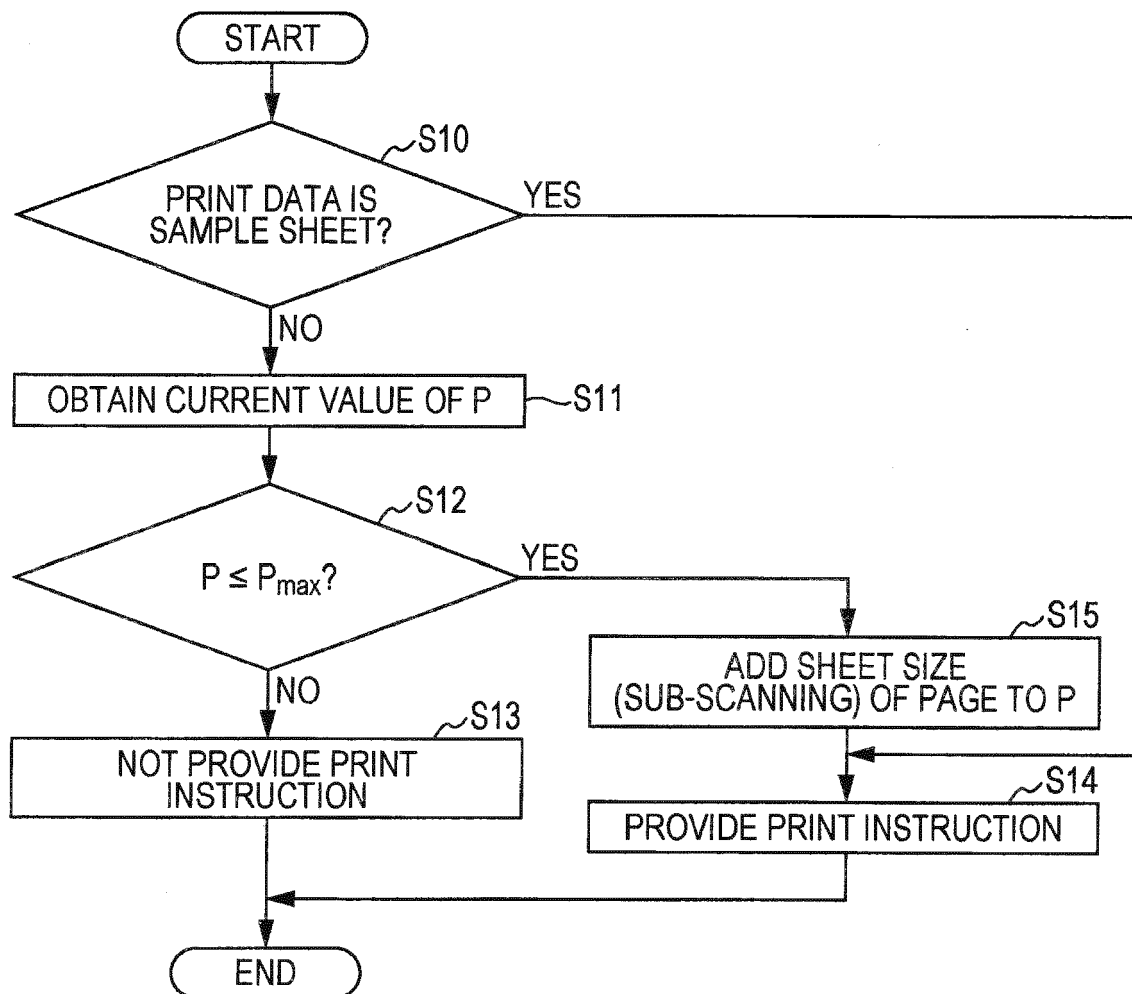 START
S10
PRINT DATA IS
SAMPLE SHEET?
YES
NO
OBTAIN CURRENT VALUE OF P
S11
S12
P ≤ Pmax?
YES
S15
ADD SHEET SIZE
(SUB-SCANNING) OF PAGE TO P
NO
S13
NOT PROVIDE PRINT
INSTRUCTION
S14
PROVIDE PRINT INSTRUCTION
END